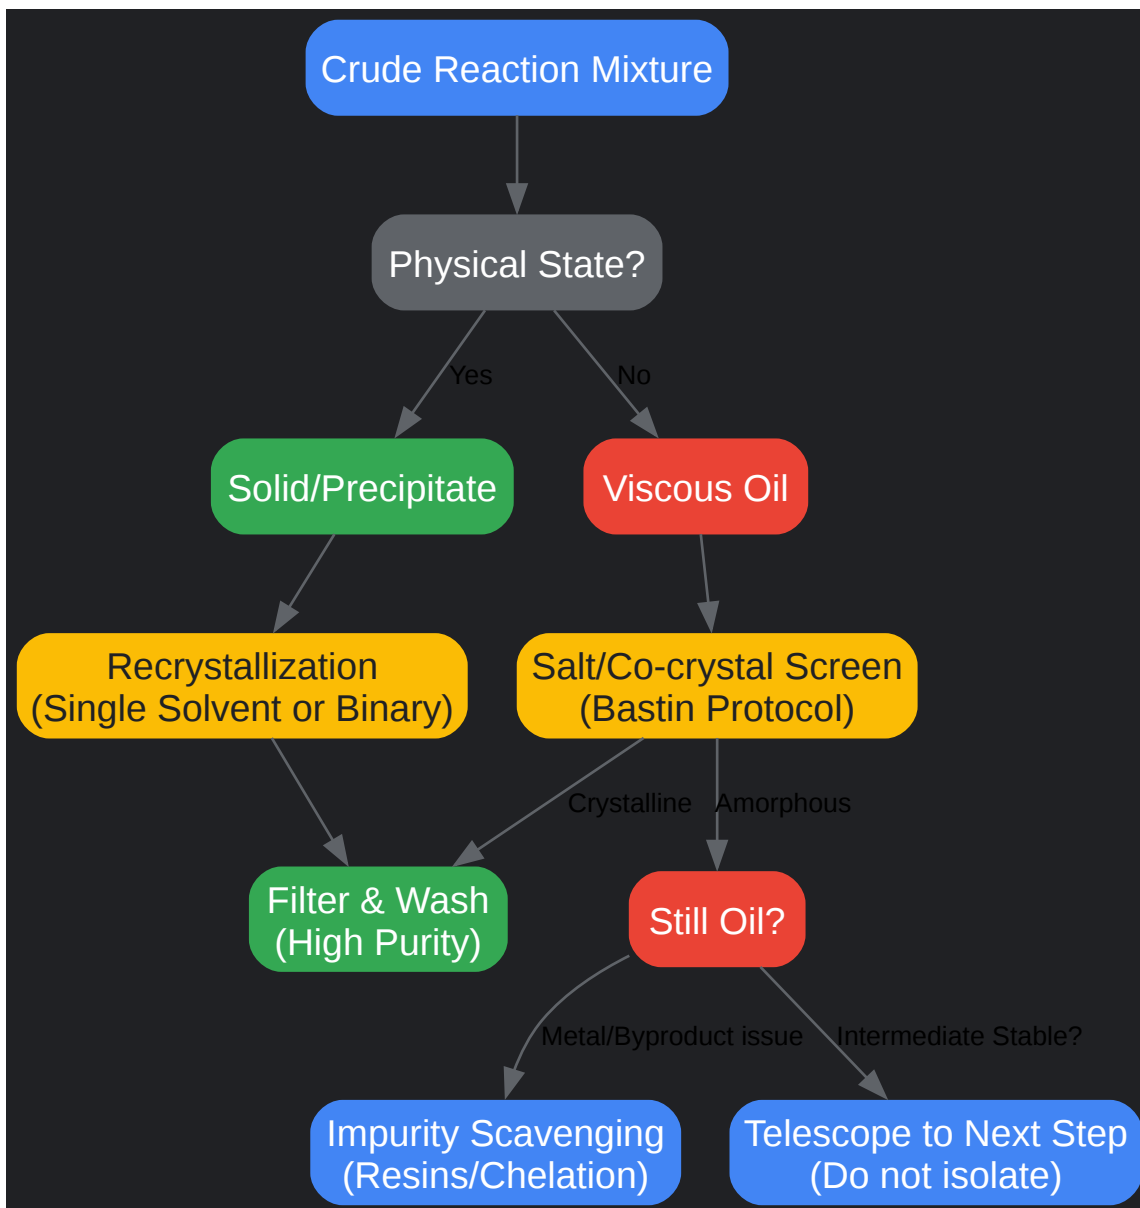 Crude Reaction Mixture
Physical State?
Yes
No
Solid/Precipitate
Viscous Oil
Recrystallization
(Single Solvent or Binary)
Salt/Co-crystal Screen
(Bastin Protocol)
Crystalline
Amorphous
Filter & Wash
(High Purity)
Still Oil?
Metal/Byproduct issue
Intermediate Stable?
Impurity Scavenging
(Resins/Chelation)
Telescope to Next Step
(Do not isolate)